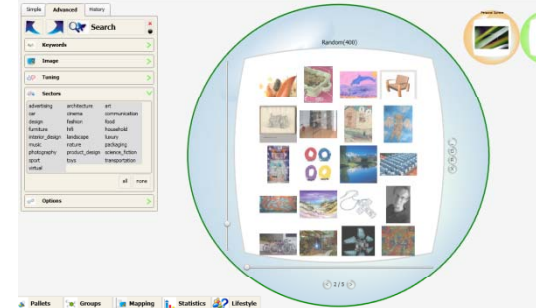 Simple Advanced History
Search
Keywords
Image
Tuning
Sectors
advertising architecture art
car cinema communication
design fashion food
furniture hifi household
interior_design landscape luxury
music nature packaging
photography product_design science_fiction
sport toys transportation
virtual
all none
Options
Random(400)
2/5
Pallets Groups Mapping Statistics Lifestyle